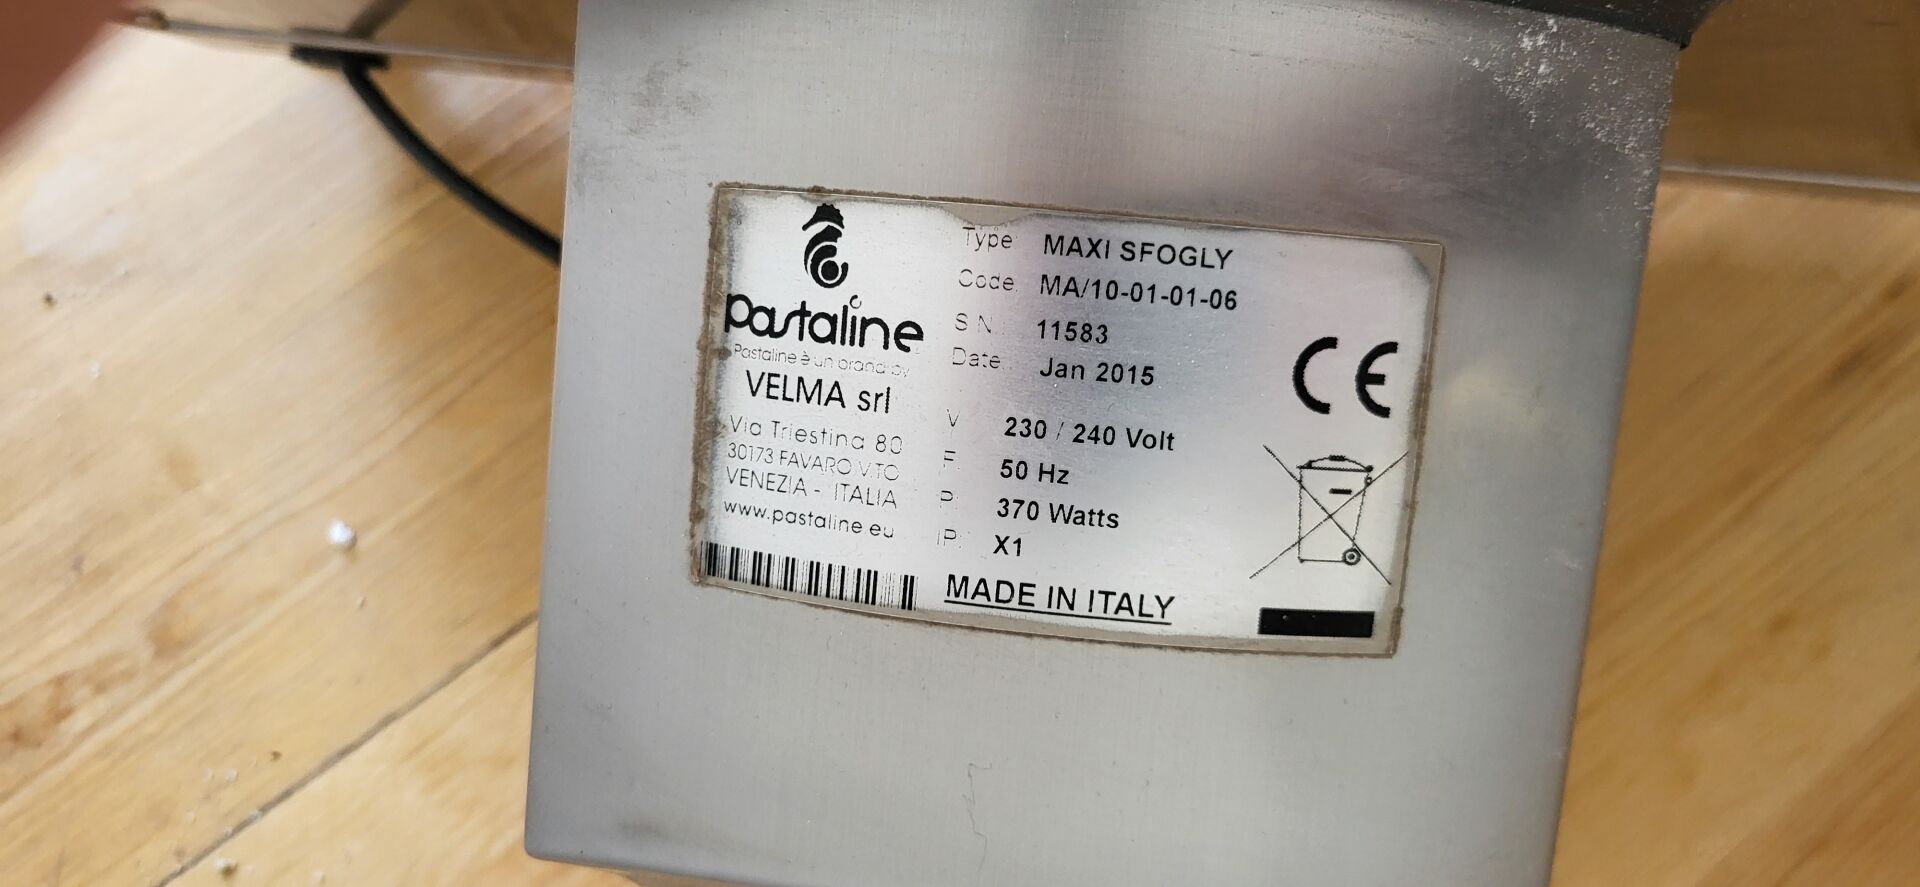 pastaline
Pastaline è un brand by
VELMA srl
Via Triestina 80
30173 FAVARO V.TO
VENEZIA - ITALIA
www.pastaline.eu
Type: MAXI SFOGLY
Code: MA/10-01-01-06
S.N.: 11583
Date: Jan 2015
V. 230 / 240 Volt
F. 50 Hz
P. 370 Watts
IP. X1
MADE IN ITALY
CE